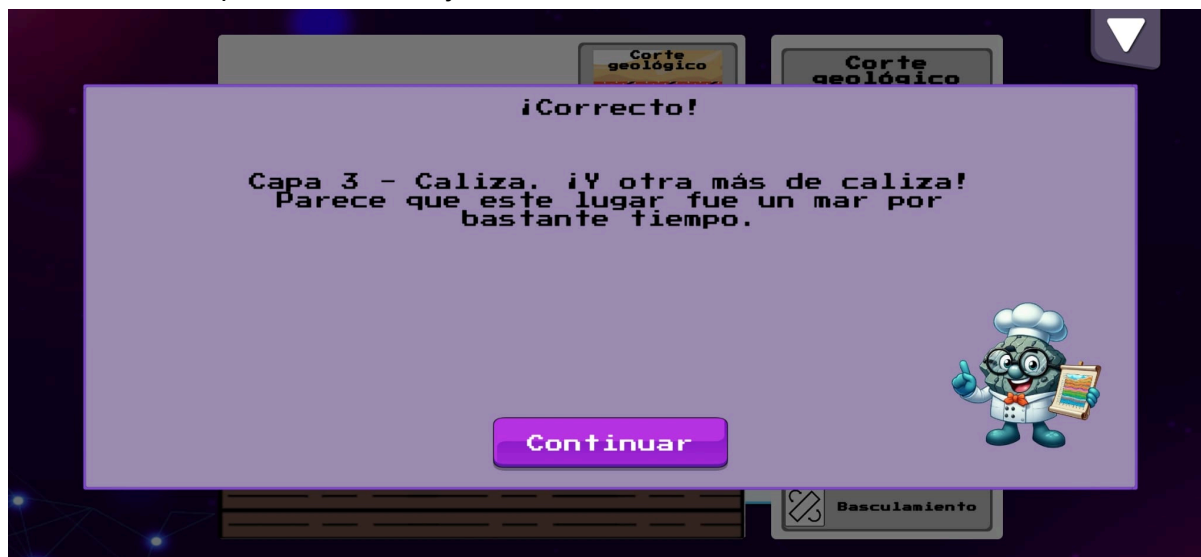 Corte
geológico
Corte
geológico
¡Correcto!
Capa 3 - Caliza. ¡Y otra más de caliza!
Parece que este lugar fue un mar por
bastante tiempo.
Continuar
Basculamiento